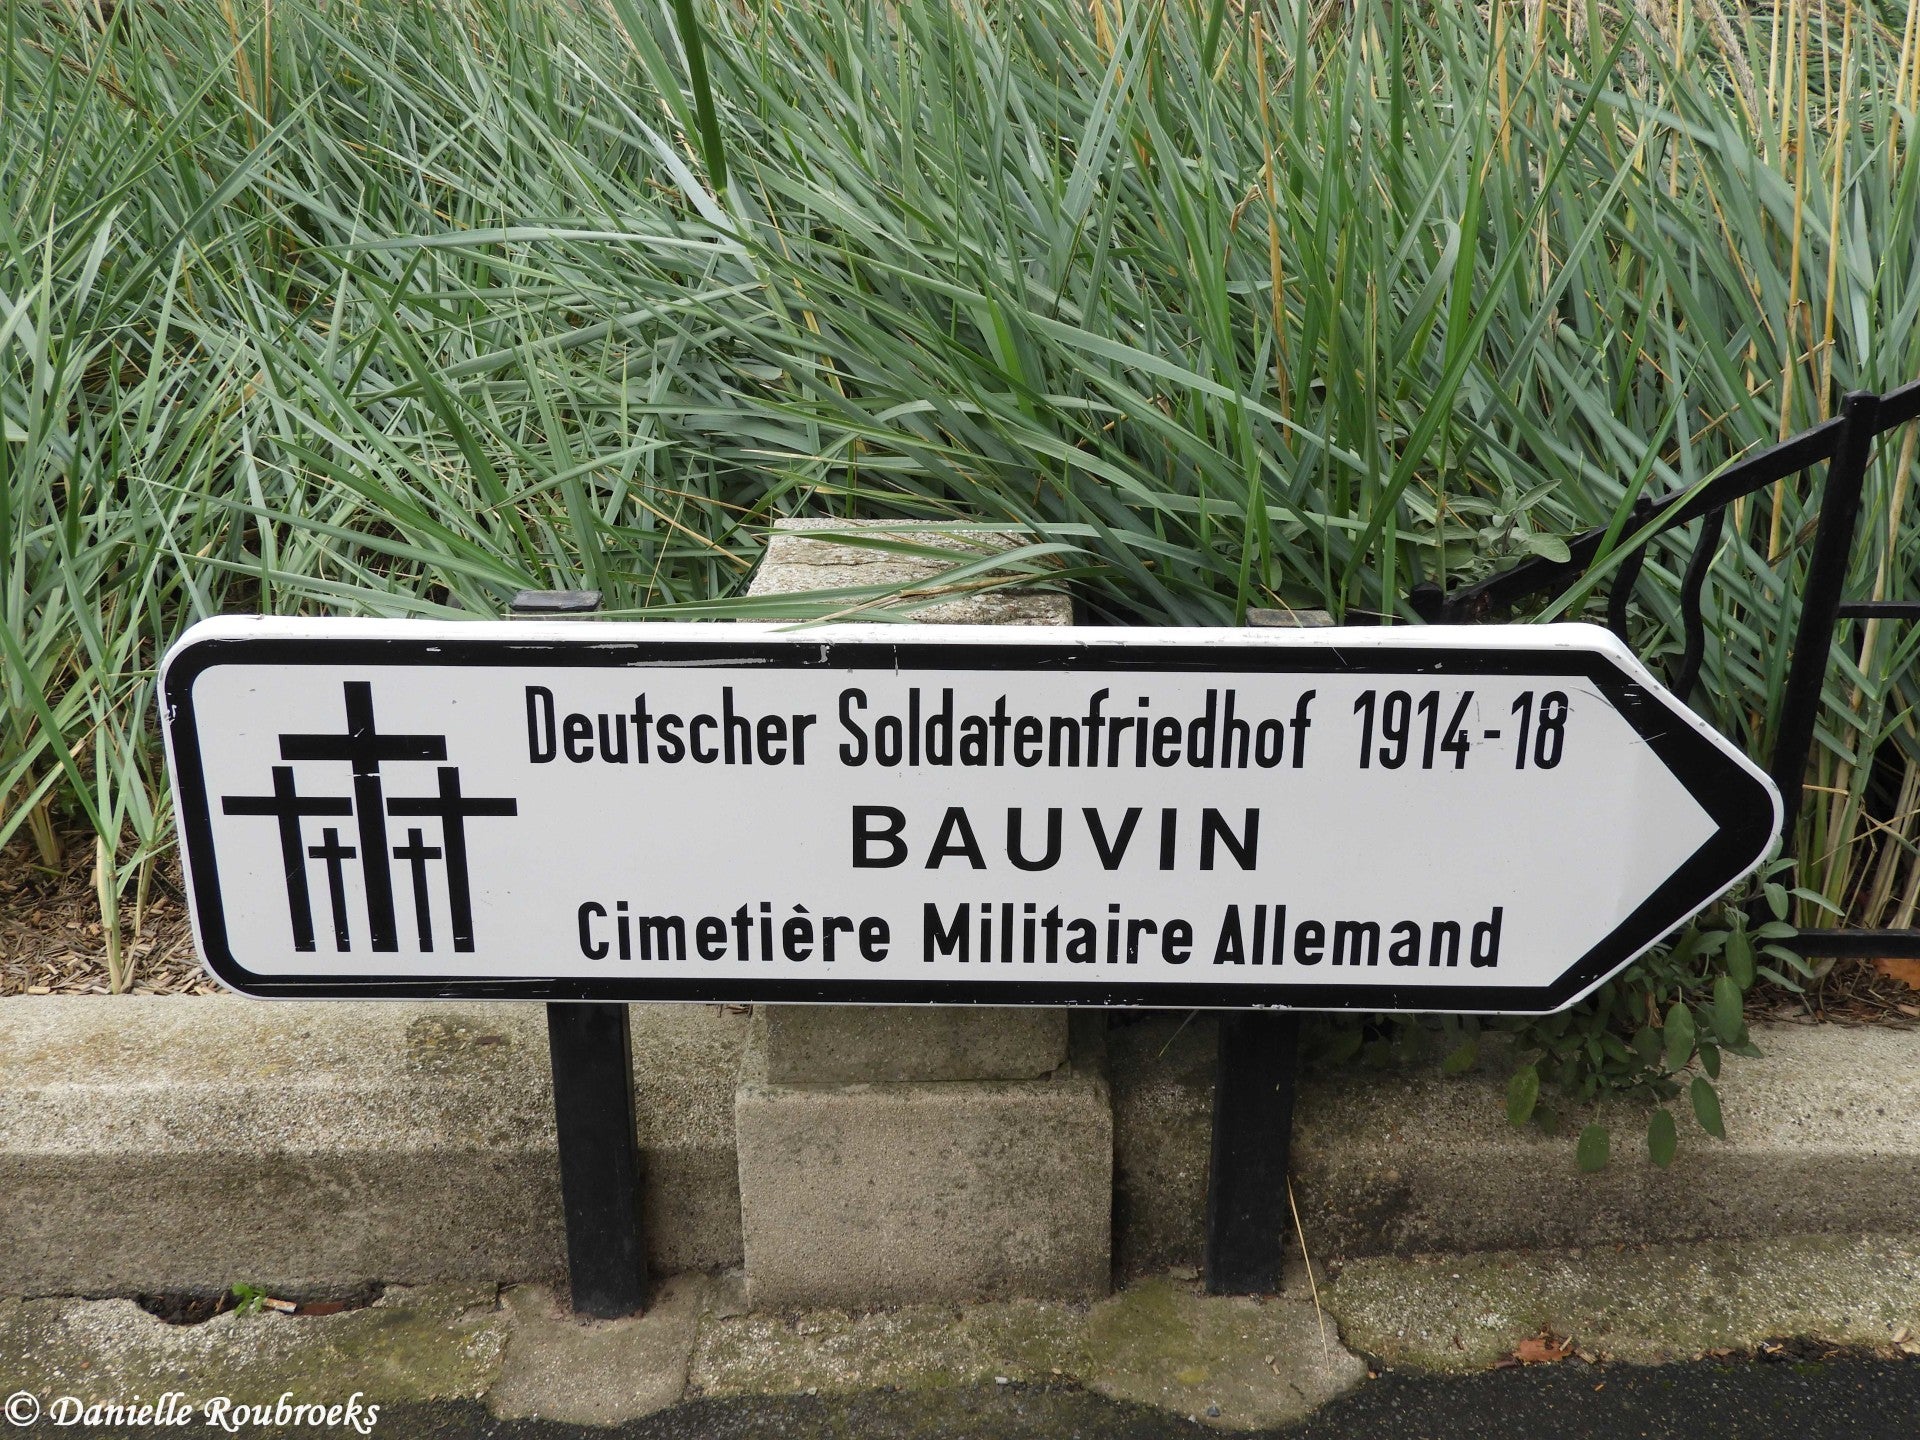 Deutscher Soldatenfriedhof 1914-18
BAUVIN
Cimetière Militaire Allemand
© Danielle Roubroeks